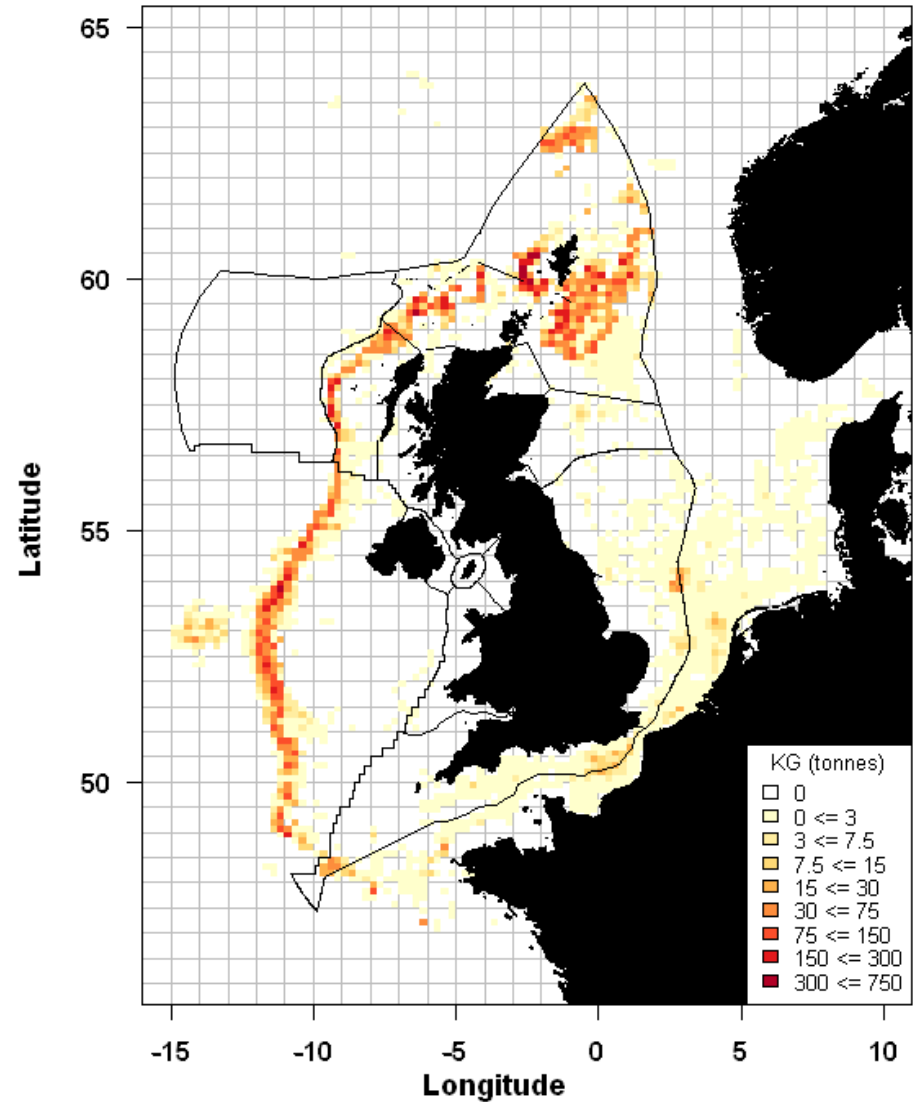 65
60
55
50
Latitude
-15 -10 -5 0 5 10
Longitude
KG (tonnes)
0
0 <= 3
3 <= 7.5
7.5 <= 15
15 <= 30
30 <= 75
75 <= 150
150 <= 300
300 <= 750